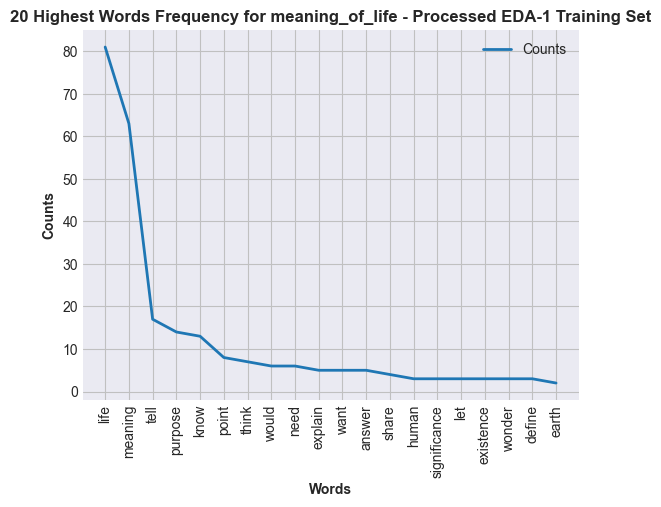 20 Highest Words Frequency for meaning_of_life - Processed EDA-1 Training Set
Counts
80
70
60
50
40
30
20
10
0
Counts
life
meaning
tell
purpose
know
point
think
would
need
explain
want
answer
share
human
significance
let
existence
wonder
define
earth
Words